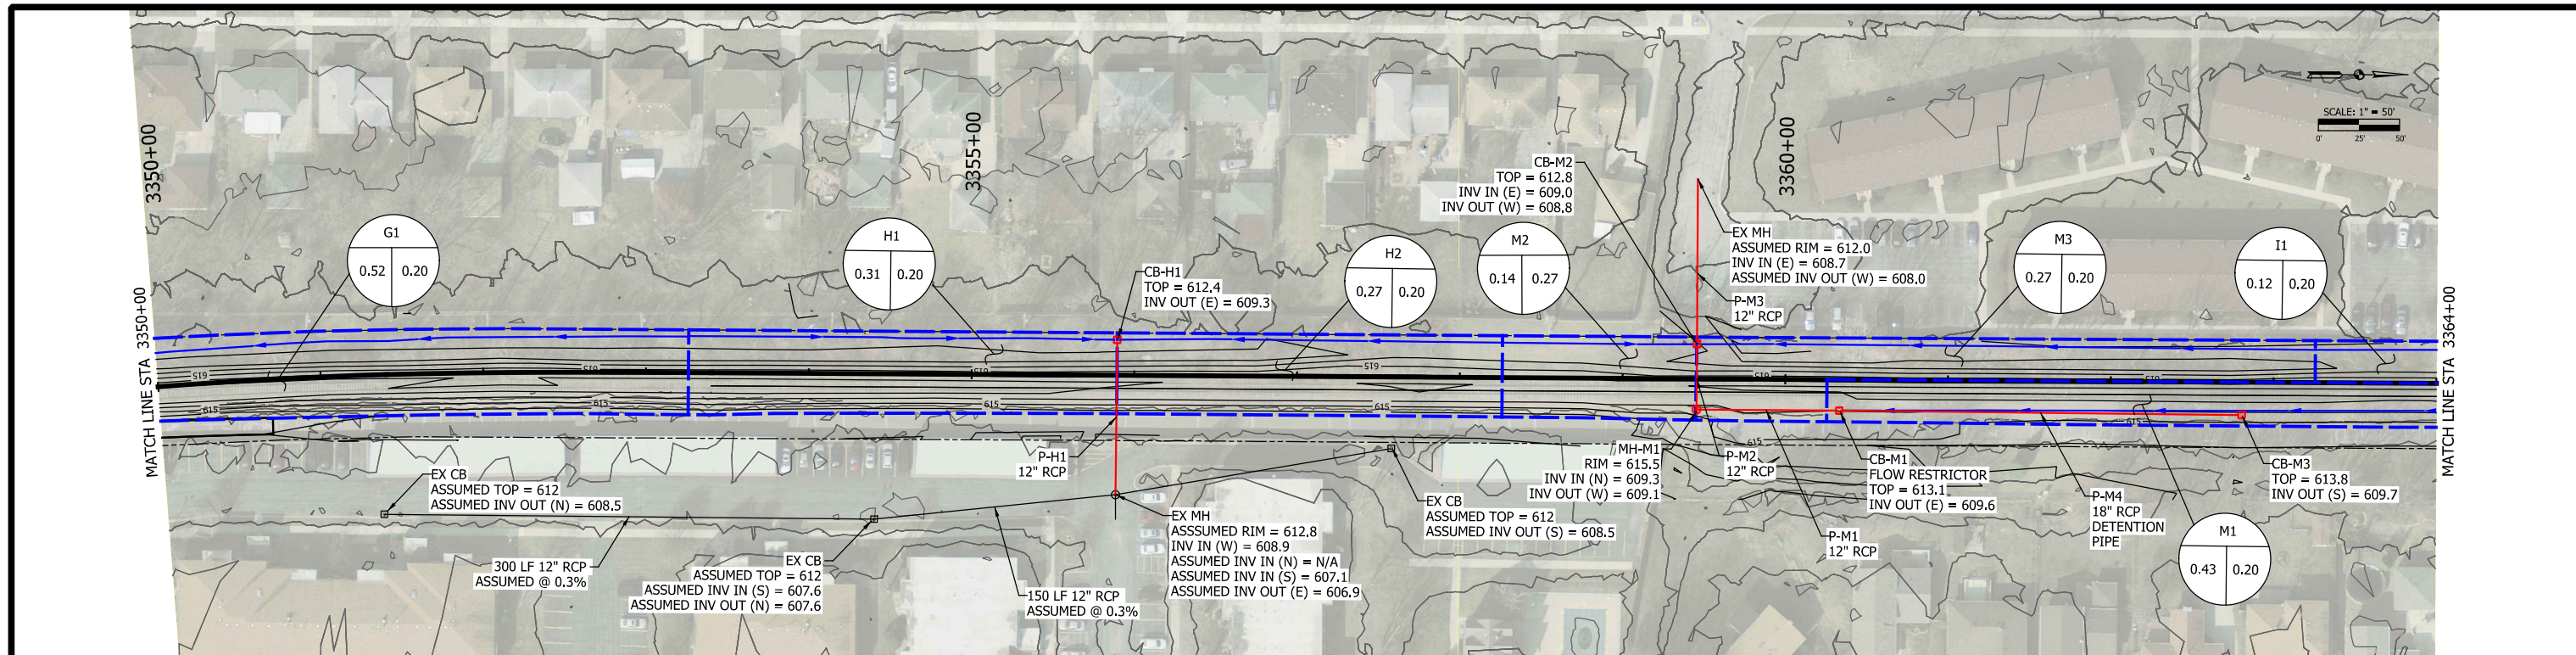 3350+00
3355+00
3360+00
SCALE: 1" = 50'
0'
25'
50'
MATCH LINE STA 3350+00
MATCH LINE STA 3364+00
G1
0.52
0.20
H1
0.31
0.20
CB-H1
TOP = 612.4
INV OUT (E) = 609.3
H2
0.27
0.20
CB-M2
TOP = 612.8
INV IN (E) = 609.0
INV OUT (W) = 608.8
M2
0.14
0.27
EX MH
ASSUMED RIM = 612.0
INV IN (E) = 608.7
ASSUMED INV OUT (W) = 608.0
P-M3
12" RCP
M3
0.27
0.20
I1
0.12
0.20
615
615
615
615
615
615
615
615
615
615
615
P-H1
12" RCP
EX CB
ASSUMED TOP = 612
ASSUMED INV OUT (N) = 608.5
300 LF 12" RCP
ASSUMED @ 0.3%
EX CB
ASSUMED TOP = 612
ASSUMED INV IN (S) = 607.6
ASSUMED INV OUT (N) = 607.6
150 LF 12" RCP
ASSUMED @ 0.3%
EX MH
ASSSUMED RIM = 612.8
INV IN (W) = 608.9
ASSUMED INV IN (N) = N/A
ASSUMED INV IN (S) = 607.1
ASSUMED INV OUT (E) = 606.9
EX CB
ASSUMED TOP = 612
ASSUMED INV OUT (S) = 608.5
MH-M1
RIM = 615.5
INV IN (N) = 609.3
INV OUT (W) = 609.1
P-M2
12" RCP
P-M1
12" RCP
CB-M1
FLOW RESTRICTOR
TOP = 613.1
INV OUT (E) = 609.6
P-M4
18" RCP
DETENTION
PIPE
CB-M3
TOP = 613.8
INV OUT (S) = 609.7
M1
0.43
0.20